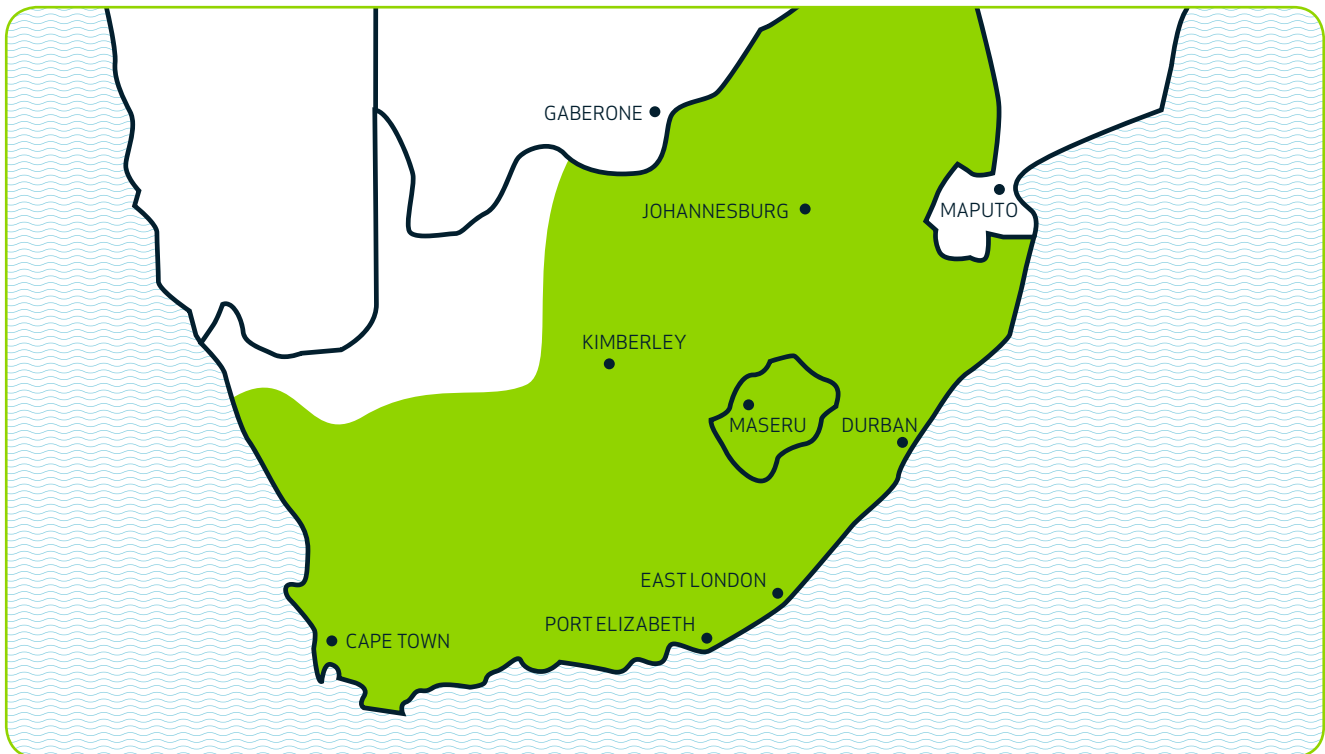 GABERONE
JOHANNESBURG
MAPUTO
KIMBERLEY
MASERU
DURBAN
EAST LONDON
PORT ELIZABETH
CAPE TOWN